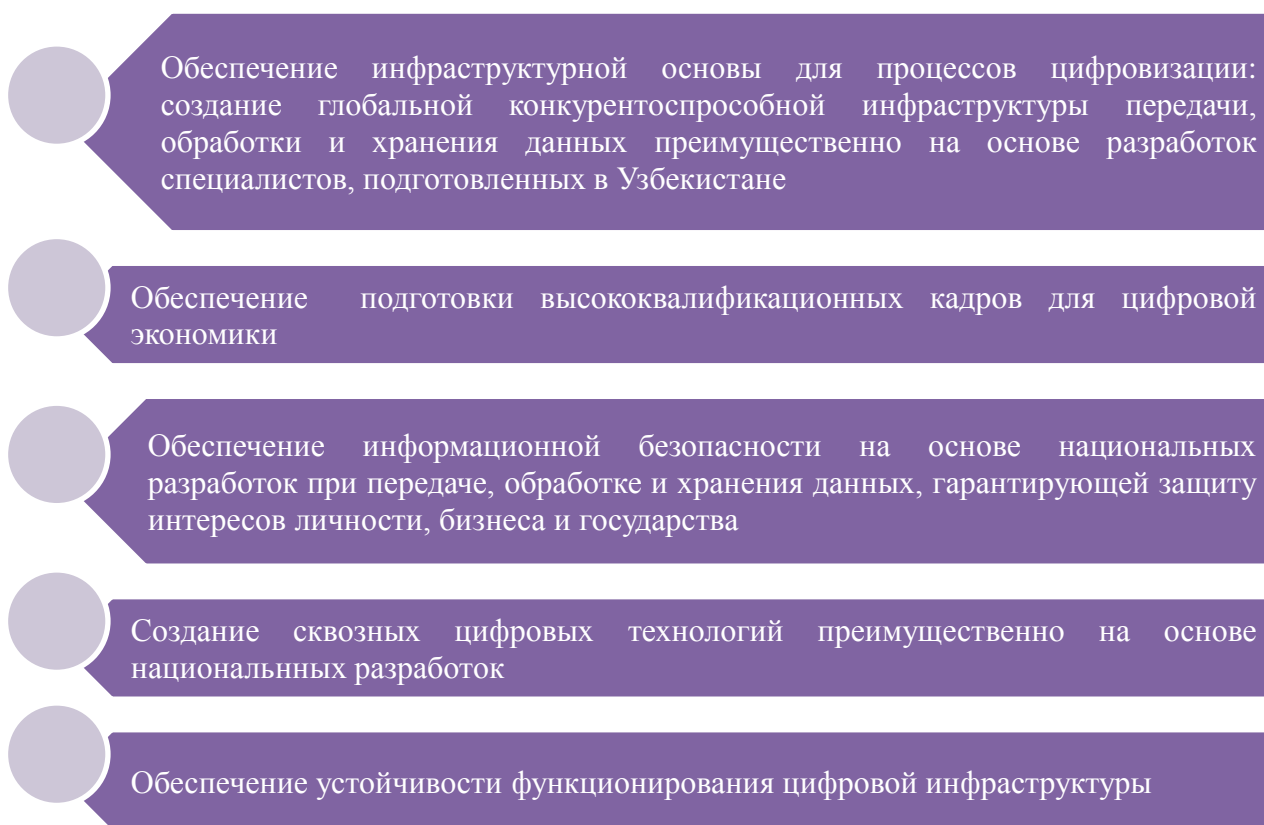 Обеспечение инфраструктурной основы для процессов цифровизации:
создание глобальной конкурентоспрособной инфраструктуры передачи,
обработки и хранения данных преимущественно на основе разработок
специалистов, подготовленных в Узбекистане
Обеспечение подготовки высококвалификационных кадров для цифровой
экономики
Обеспечение информационной безопасности на основе национальных
разработок при передаче, обработке и хранения данных, гарантирующей защиту
интересов личности, бизнеса и государства
Создание сквозных цифровых технологий преимущественно на основе
национальннных разработок
Обеспечение устойчивости функционирования цифровой инфраструктуры